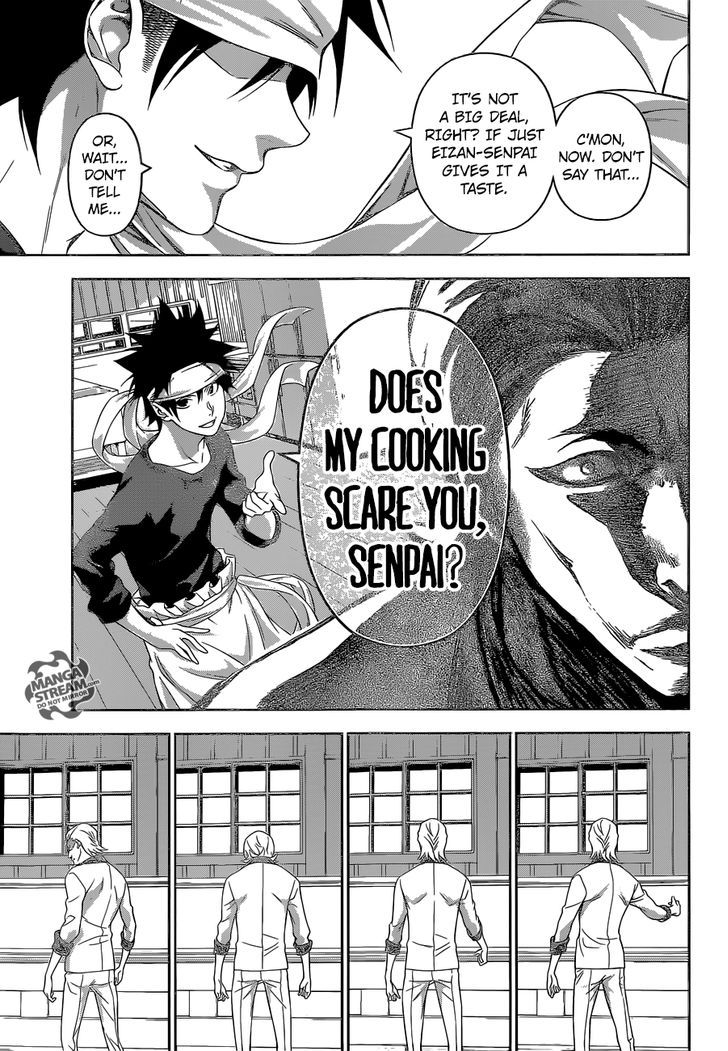 C'MON,
NOW. DON'T
SAY THAT...
IT'S NOT
A BIG DEAL,
RIGHT? IF JUST
EIZAN-SENPAI
GIVES IT A
TASTE.
OR,
WAIT...
DON'T
TELL
ME...
DOES
MY COOKING
SCARE YOU,
SENPAI?
MANGA
STREAM.com
DO NOT MIRROR